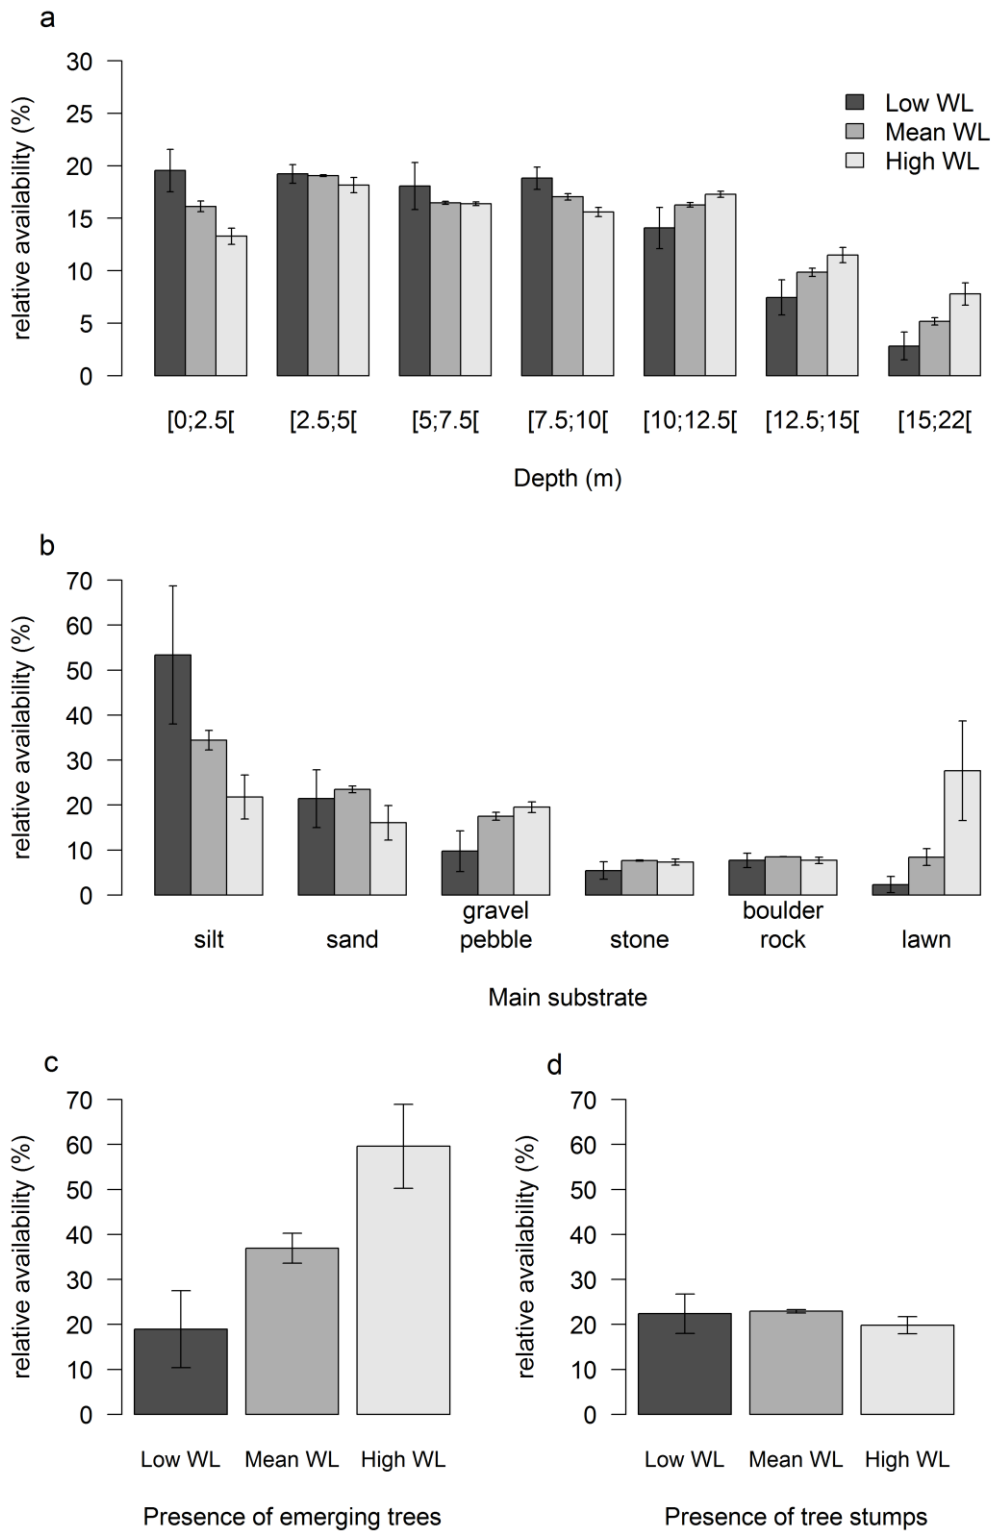 a
relative availability (%)
30
25
20
15
10
5
0
Low WL
Mean WL
High WL
[0;2.5[ [2.5;5[ [5;7.5[ [7.5;10[ [10;12.5[ [12.5;15[ [15;22[
Depth (m)
b
relative availability (%)
70
60
50
40
30
20
10
0
silt sand gravel pebble stone boulder rock lawn
Main substrate
c
relative availability (%)
70
60
50
40
30
20
10
0
Low WL Mean WL High WL
Presence of emerging trees
d
relative availability (%)
70
60
50
40
30
20
10
0
Low WL Mean WL High WL
Presence of tree stumps